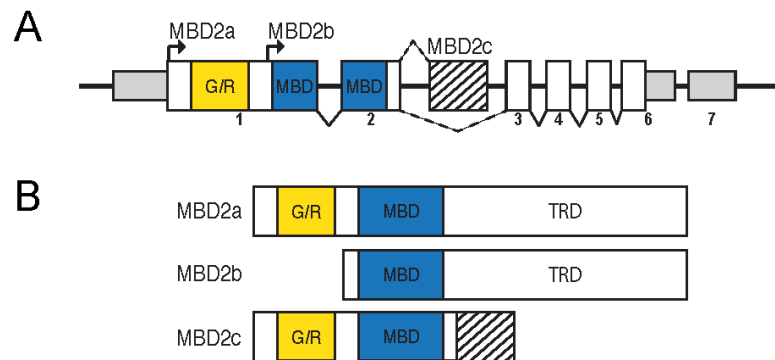 A
MBD2a MBD2b
MBD2c
G/R MBD MBD
1 2 3 4 5 6 7
B
MBD2a G/R MBD TRD
MBD2b MBD TRD
MBD2c G/R MBD